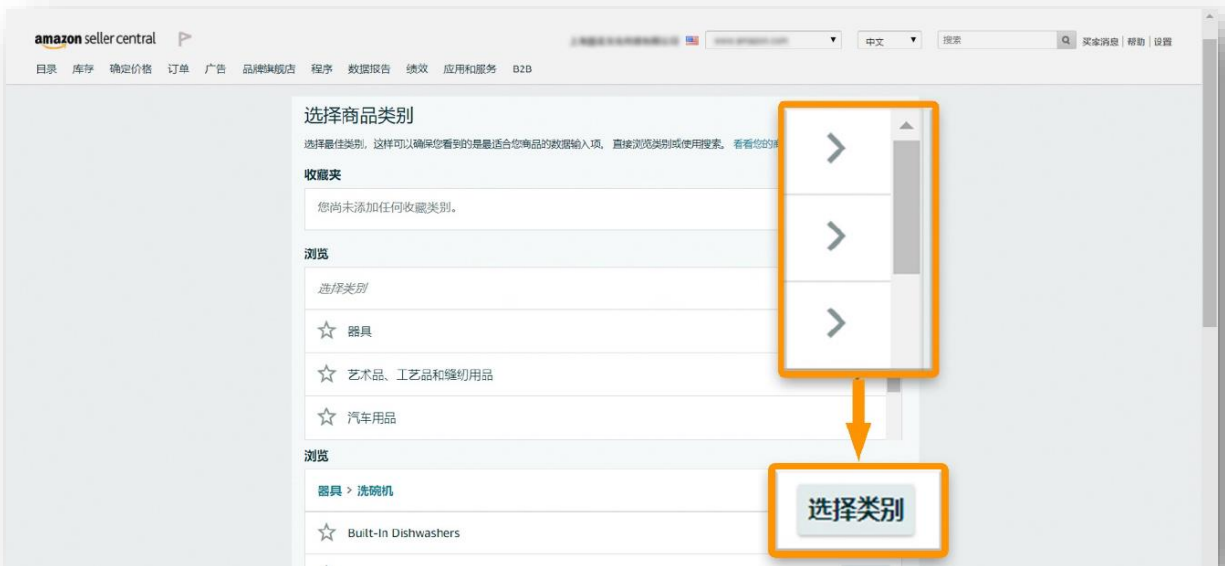 amazon seller central
中文
搜索
买家消息 | 帮助 | 设置
目录 库存 确定价格 订单 广告 品牌旗舰店 程序 数据报告 绩效 应用和服务 B2B
选择商品类别
选择最佳类别，这样可以确保您看到的是最适合您商品的数据输入项，直接浏览类别或使用搜索。看看您的
收藏夹
您尚未添加任何收藏类别。
浏览
选择类别
器具
艺术品、工艺品和缝纫用品
汽车用品
浏览
器具 > 洗碗机
选择类别
Built-In Dishwashers